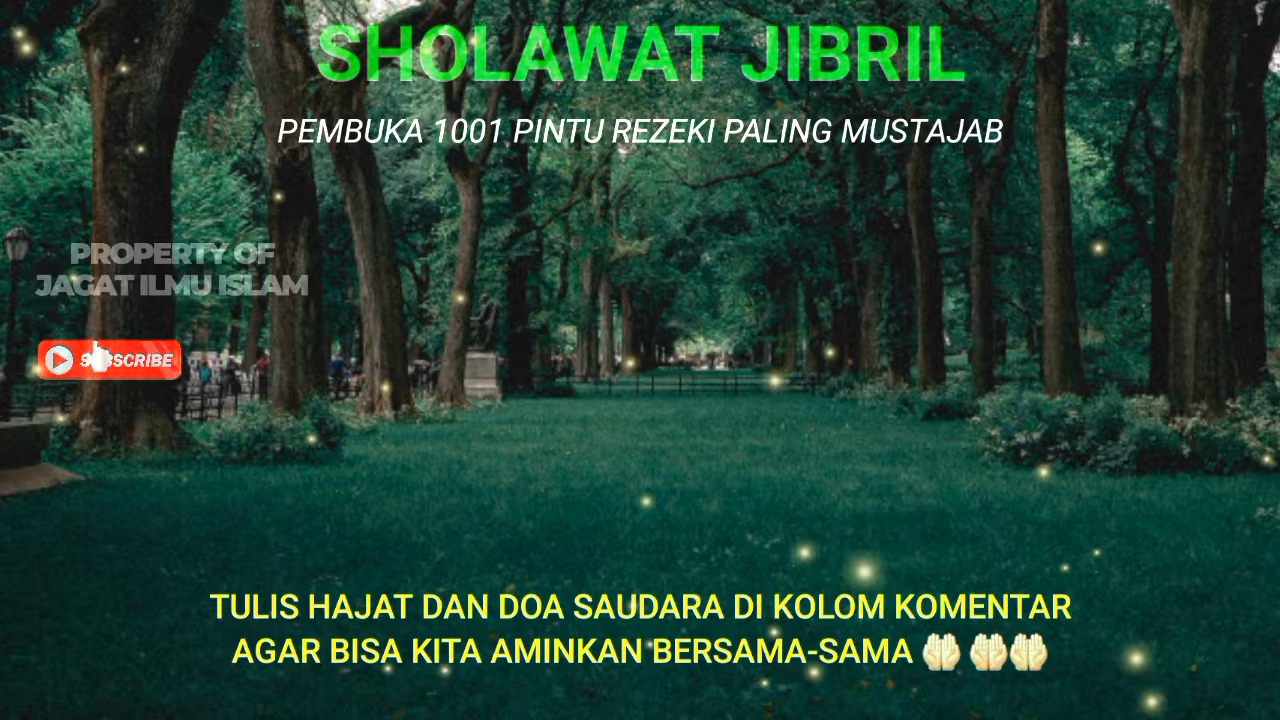 SHOLAWAT JIBRIL
PEMBUKA 1001 PINTU REZEKI PALING MUSTAJAB
PROPERTY OF
JAGAT ILMU ISLAM
SUBSCRIBE
TULIS HAJAT DAN DOA SAUDARA DI KOLOM KOMENTAR
AGAR BISA KITA AMINKAN BERSAMA-SAMA 🤲🏻 🤲🏻🤲🏻